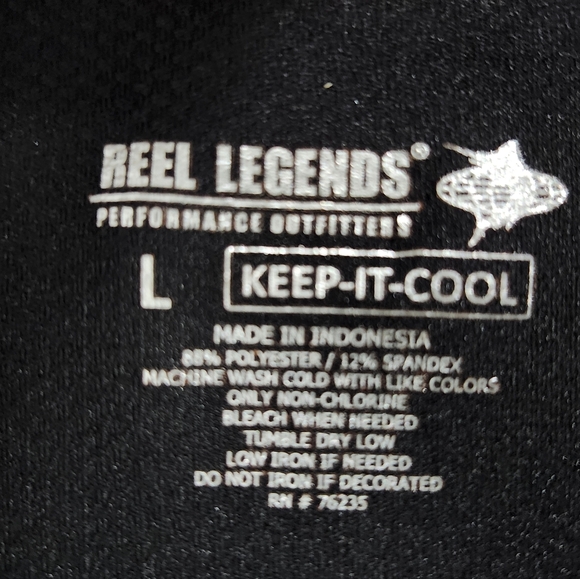 REEL LEGENDS®
PERFORMANCE OUTFITTERS
L KEEP-IT-COOL
MADE IN INDONESIA
88% POLYESTER / 12% SPANDEX
MACHINE WASH COLD WITH LIKE COLORS
ONLY NON-CHLORINE
BLEACH WHEN NEEDED
TUMBLE DRY LOW
LOW IRON IF NEEDED
DO NOT IRON IF DECORATED
RN # 76235